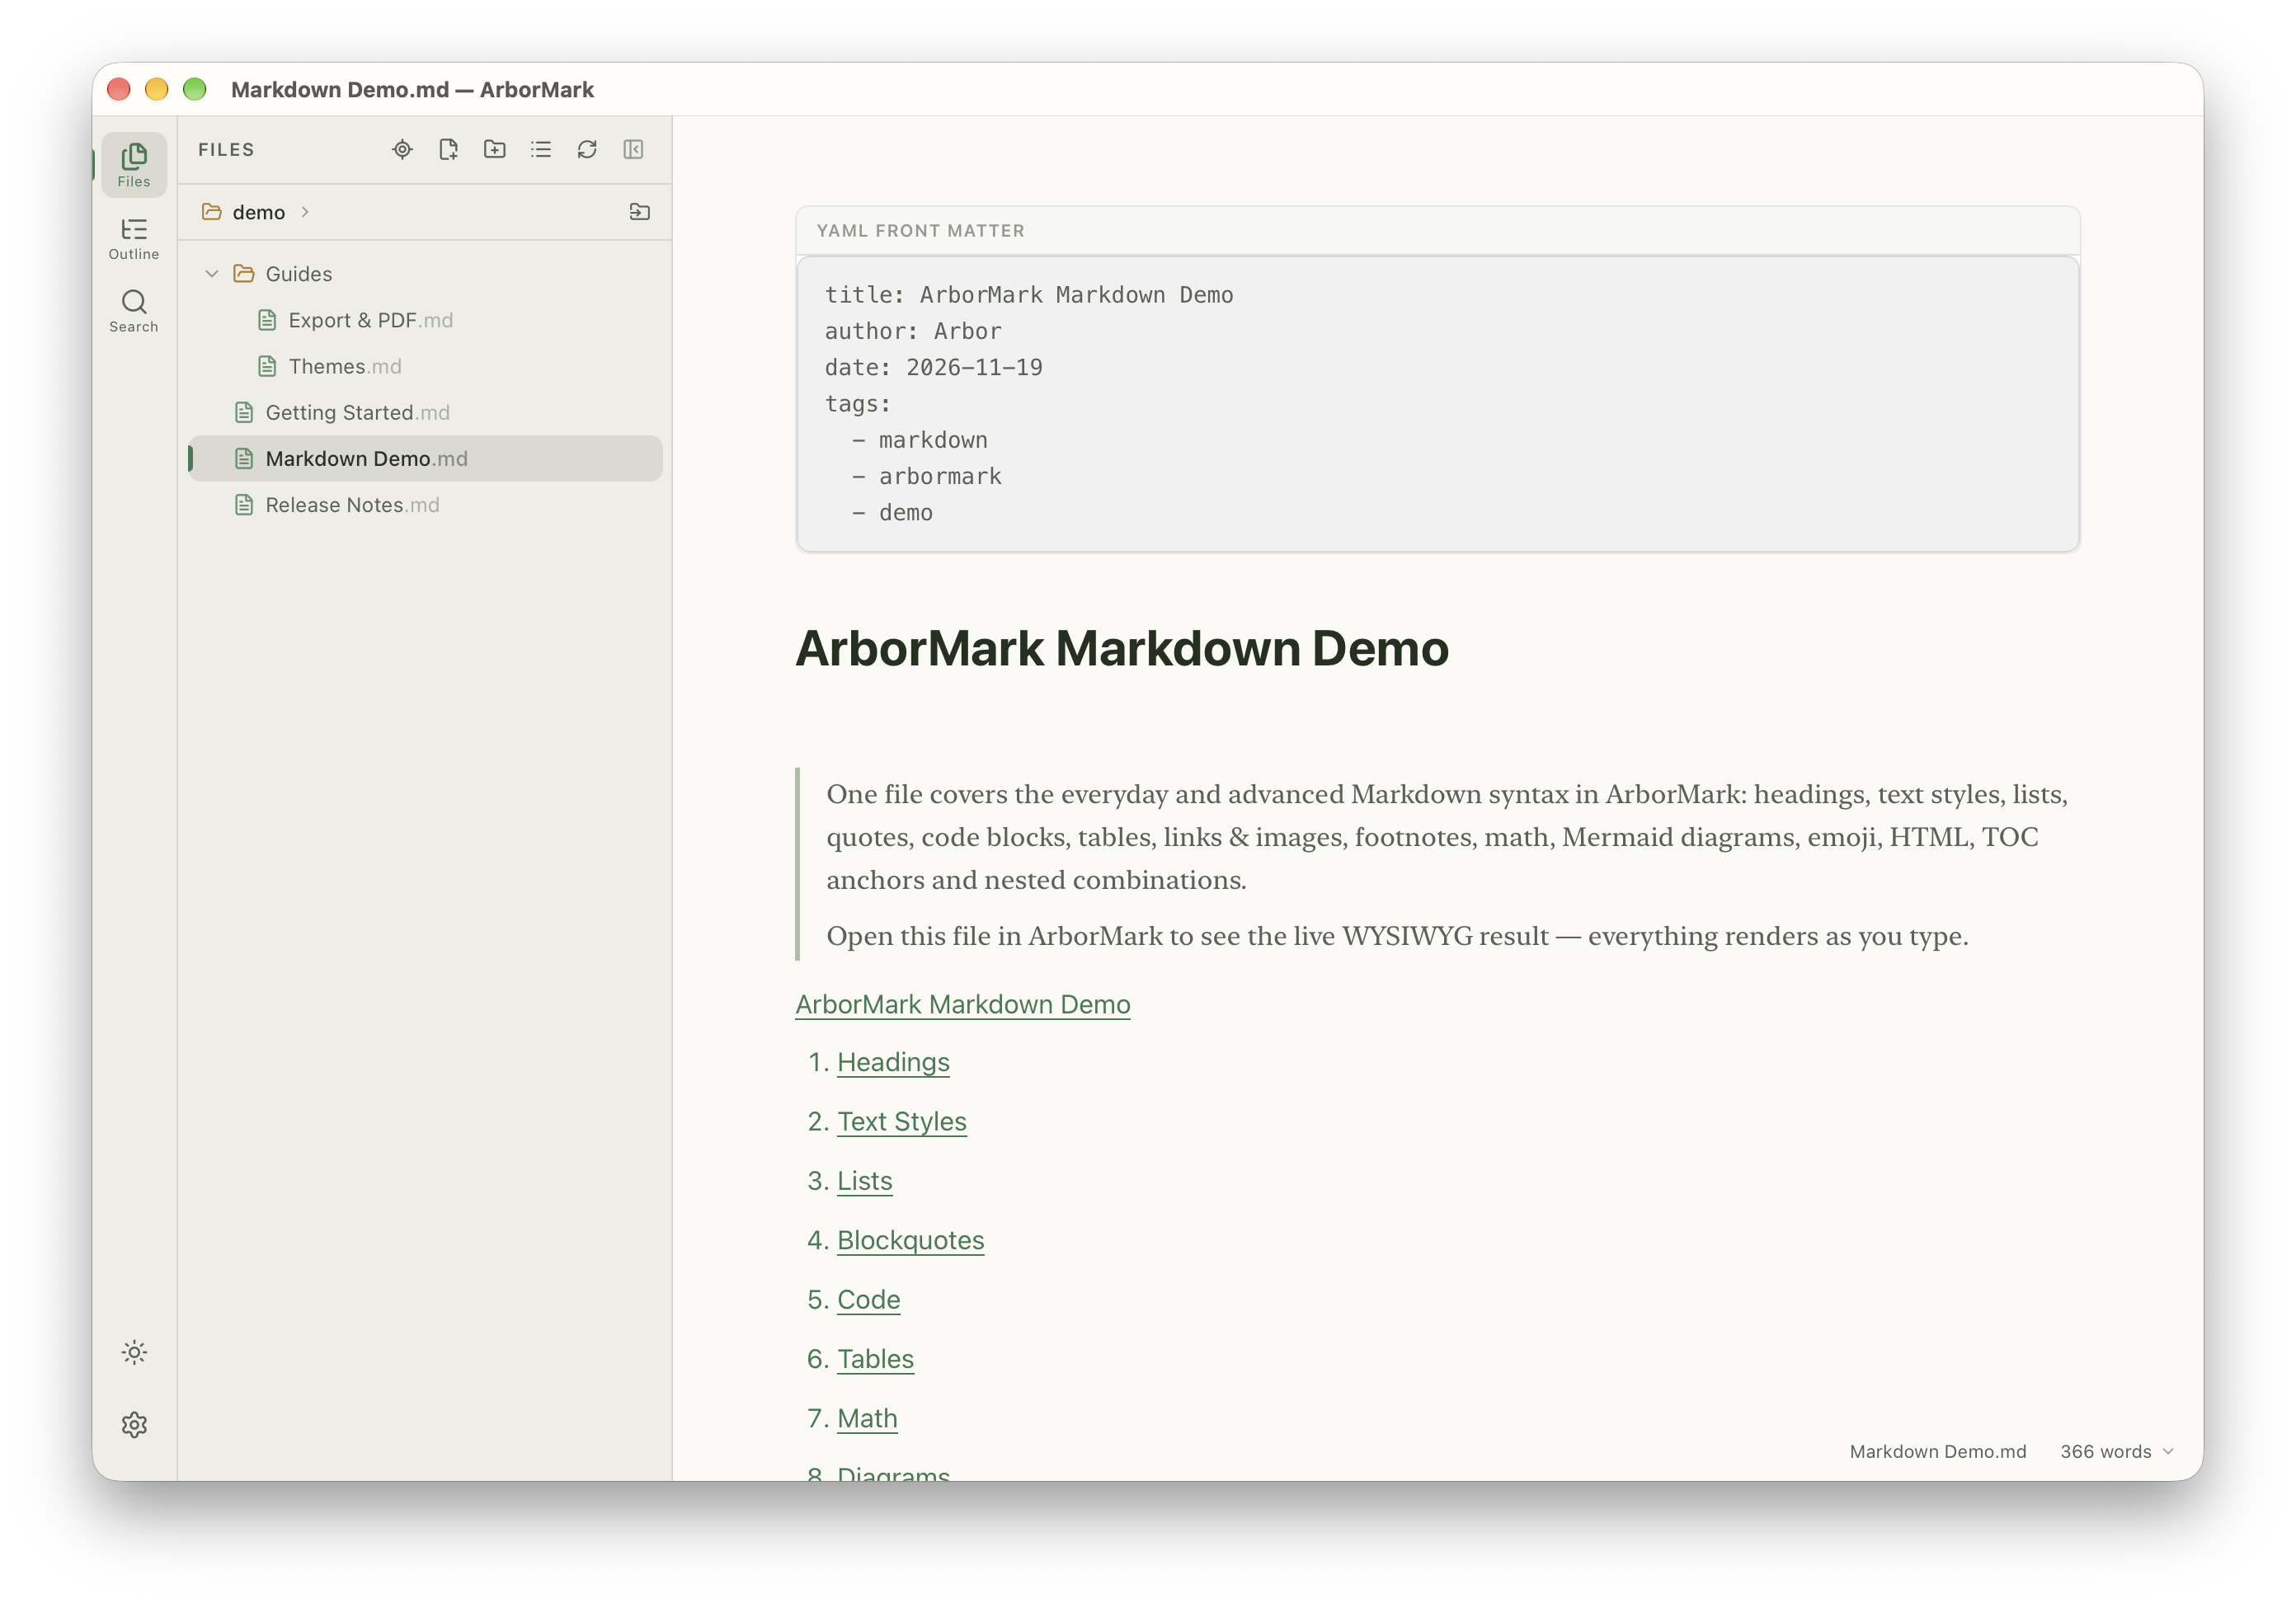 Markdown Demo.md — ArborMark
Files
Outline
Search
FILES
demo
Guides
Export & PDF.md
Themes.md
Getting Started.md
Markdown Demo.md
Release Notes.md
YAML FRONT MATTER
title: ArborMark Markdown Demo
author: Arbor
date: 2026-11-19
tags:
  - markdown
  - arbormark
  - demo
ArborMark Markdown Demo
One file covers the everyday and advanced Markdown syntax in ArborMark: headings, text styles, lists,
quotes, code blocks, tables, links & images, footnotes, math, Mermaid diagrams, emoji, HTML, TOC
anchors and nested combinations.
Open this file in ArborMark to see the live WYSIWYG result — everything renders as you type.
ArborMark Markdown Demo
1. Headings
2. Text Styles
3. Lists
4. Blockquotes
5. Code
6. Tables
7. Math
8. Diagrams
Markdown Demo.md 366 words